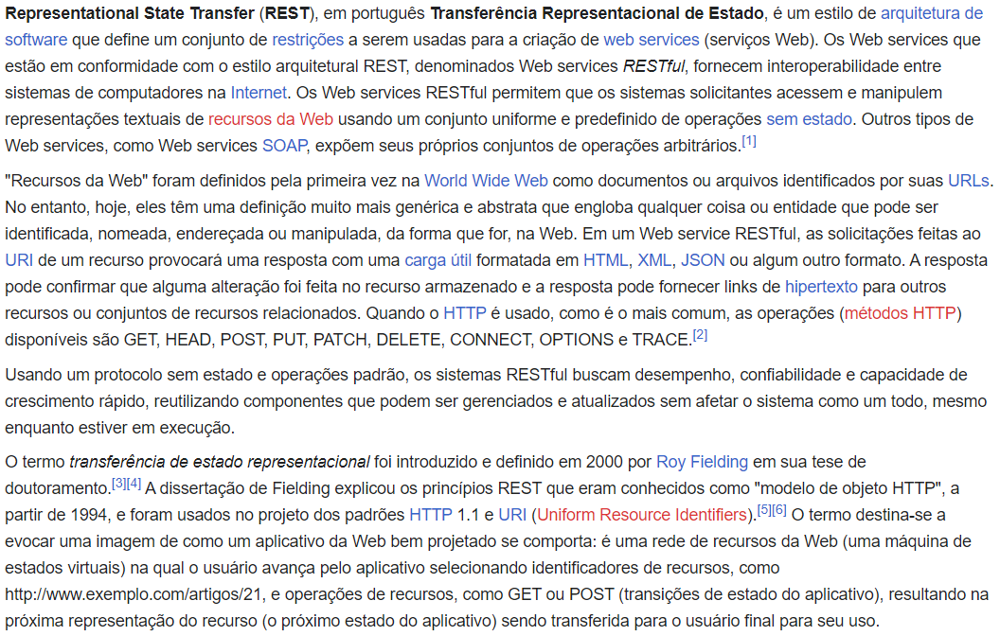 Representational State Transfer (REST), em português Transferência Representacional de Estado, é um estilo de arquitetura de
software que define um conjunto de restrições a serem usadas para a criação de web services (serviços Web). Os Web services que
estão em conformidade com o estilo arquitetural REST, denominados Web services RESTful, fornecem interoperabilidade entre
sistemas de computadores na Internet. Os Web services RESTful permitem que os sistemas solicitantes acessem e manipulem
representações textuais de recursos da Web usando um conjunto uniforme e predefinido de operações sem estado. Outros tipos de
Web services, como Web services SOAP, expõem seus próprios conjuntos de operações arbitrários.[1]
"Recursos da Web" foram definidos pela primeira vez na World Wide Web como documentos ou arquivos identificados por suas URLs.
No entanto, hoje, eles têm uma definição muito mais genérica e abstrata que engloba qualquer coisa ou entidade que pode ser
identificada, nomeada, endereçada ou manipulada, da forma que for, na Web. Em um Web service RESTful, as solicitações feitas ao
URI de um recurso provocará uma resposta com uma carga útil formatada em HTML, XML, JSON ou algum outro formato. A resposta
pode confirmar que alguma alteração foi feita no recurso armazenado e a resposta pode fornecer links de hipertexto para outros
recursos ou conjuntos de recursos relacionados. Quando o HTTP é usado, como é o mais comum, as operações (métodos HTTP)
disponíveis são GET, HEAD, POST, PUT, PATCH, DELETE, CONNECT, OPTIONS e TRACE.[2]
Usando um protocolo sem estado e operações padrão, os sistemas RESTful buscam desempenho, confiabilidade e capacidade de
crescimento rápido, reutilizando componentes que podem ser gerenciados e atualizados sem afetar o sistema como um todo, mesmo
enquanto estiver em execução.
O termo transferência de estado representacional foi introduzido e definido em 2000 por Roy Fielding em sua tese de
doutoramento.[3][4] A dissertação de Fielding explicou os princípios REST que eram conhecidos como "modelo de objeto HTTP", a
partir de 1994, e foram usados no projeto dos padrões HTTP 1.1 e URI (Uniform Resource Identifiers).[5][6] O termo destina-se a
evocar uma imagem de como um aplicativo da Web bem projetado se comporta: é uma rede de recursos da Web (uma máquina de
estados virtuais) na qual o usuário avança pelo aplicativo selecionando identificadores de recursos, como
http://www.exemplo.com/artigos/21, e operações de recursos, como GET ou POST (transições de estado do aplicativo), resultando na
próxima representação do recurso (o próximo estado do aplicativo) sendo transferida para o usuário final para seu uso.